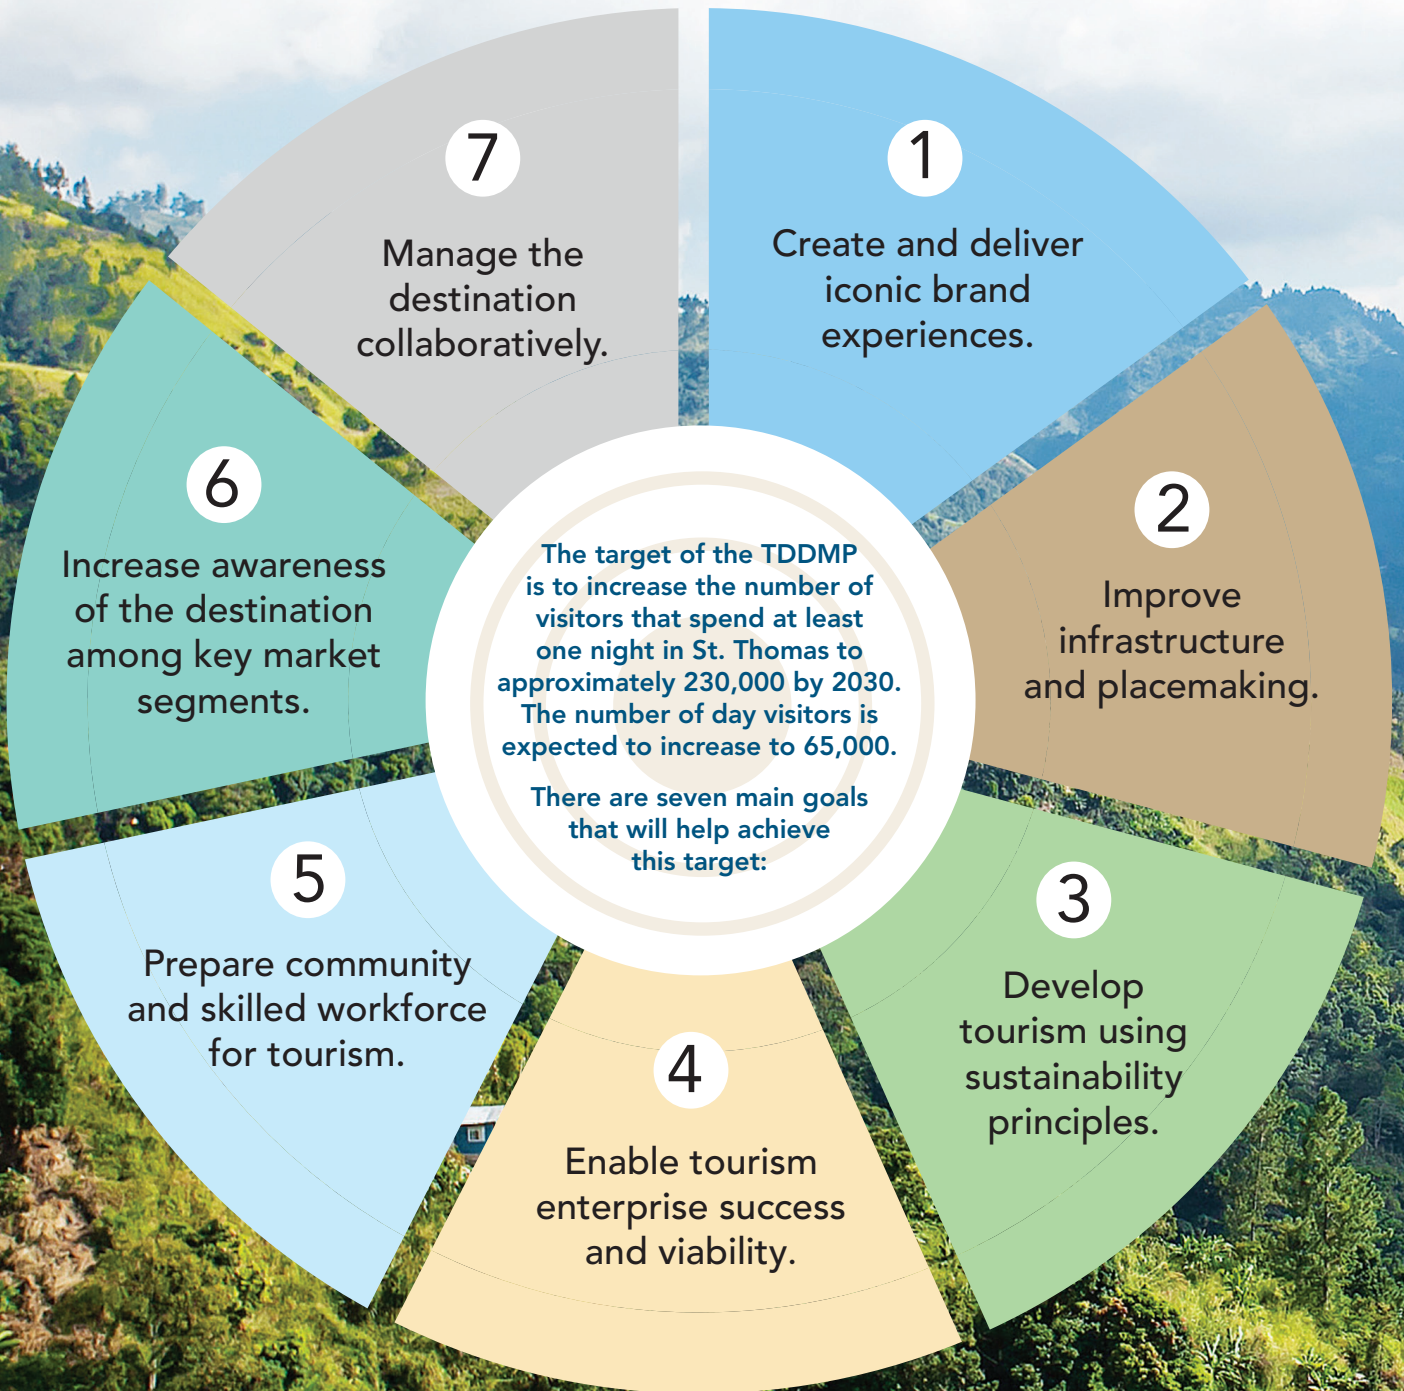 The target of the TDDMP
is to increase the number of
visitors that spend at least
one night in St. Thomas to
approximately 230,000 by 2030.
The number of day visitors is
expected to increase to 65,000.
There are seven main goals
that will help achieve
this target:
1
Create and deliver
iconic brand
experiences.
2
Improve
infrastructure
and placemaking.
3
Develop
tourism using
sustainability
principles.
4
Enable tourism
enterprise success
and viability.
5
Prepare community
and skilled workforce
for tourism.
6
Increase awareness
of the destination
among key market
segments.
7
Manage the
destination
collaboratively.